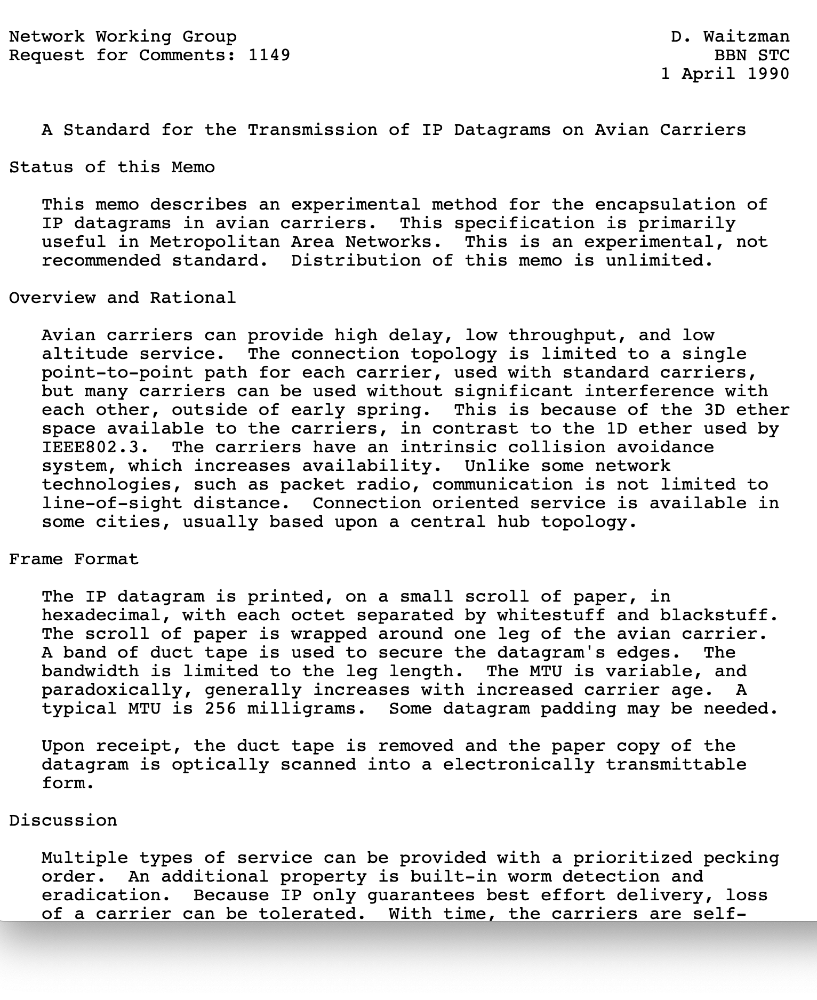 Network Working Group                                        D. Waitzman
Request for Comments: 1149                                       BBN STC
                                                            1 April 1990
   A Standard for the Transmission of IP Datagrams on Avian Carriers
Status of this Memo
   This memo describes an experimental method for the encapsulation of
   IP datagrams in avian carriers.  This specification is primarily
   useful in Metropolitan Area Networks.  This is an experimental, not
   recommended standard.  Distribution of this memo is unlimited.
Overview and Rational
   Avian carriers can provide high delay, low throughput, and low
   altitude service.  The connection topology is limited to a single
   point-to-point path for each carrier, used with standard carriers,
   but many carriers can be used without significant interference with
   each other, outside of early spring.  This is because of the 3D ether
   space available to the carriers, in contrast to the 1D ether used by
   IEEE802.3.  The carriers have an intrinsic collision avoidance
   system, which increases availability.  Unlike some network
   technologies, such as packet radio, communication is not limited to
   line-of-sight distance.  Connection oriented service is available in
   some cities, usually based upon a central hub topology.
Frame Format
   The IP datagram is printed, on a small scroll of paper, in
   hexadecimal, with each octet separated by whitestuff and blackstuff.
   The scroll of paper is wrapped around one leg of the avian carrier.
   A band of duct tape is used to secure the datagram's edges.  The
   bandwidth is limited to the leg length.  The MTU is variable, and
   paradoxically, generally increases with increased carrier age.  A
   typical MTU is 256 milligrams.  Some datagram padding may be needed.
   Upon receipt, the duct tape is removed and the paper copy of the
   datagram is optically scanned into a electronically transmittable
   form.
Discussion
   Multiple types of service can be provided with a prioritized pecking
   order.  An additional property is built-in worm detection and
   eradication.  Because IP only guarantees best effort delivery, loss
   of a carrier can be tolerated.  With time, the carriers are self-